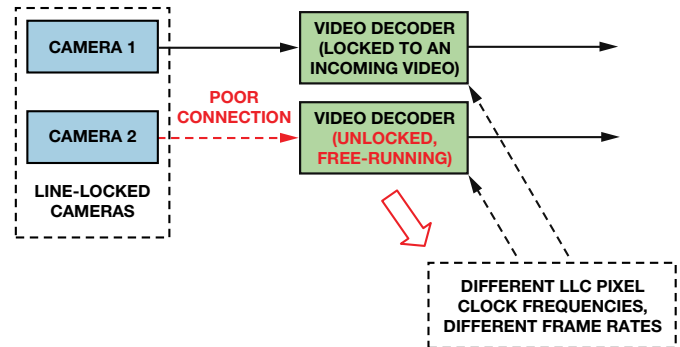 CAMERA 1
VIDEO DECODER
(LOCKED TO AN
INCOMING VIDEO)
POOR
CONNECTION
CAMERA 2
VIDEO DECODER
(UNLOCKED,
FREE-RUNNING)
LINE-LOCKED
CAMERAS
DIFFERENT LLC PIXEL
CLOCK FREQUENCIES,
DIFFERENT FRAME RATES